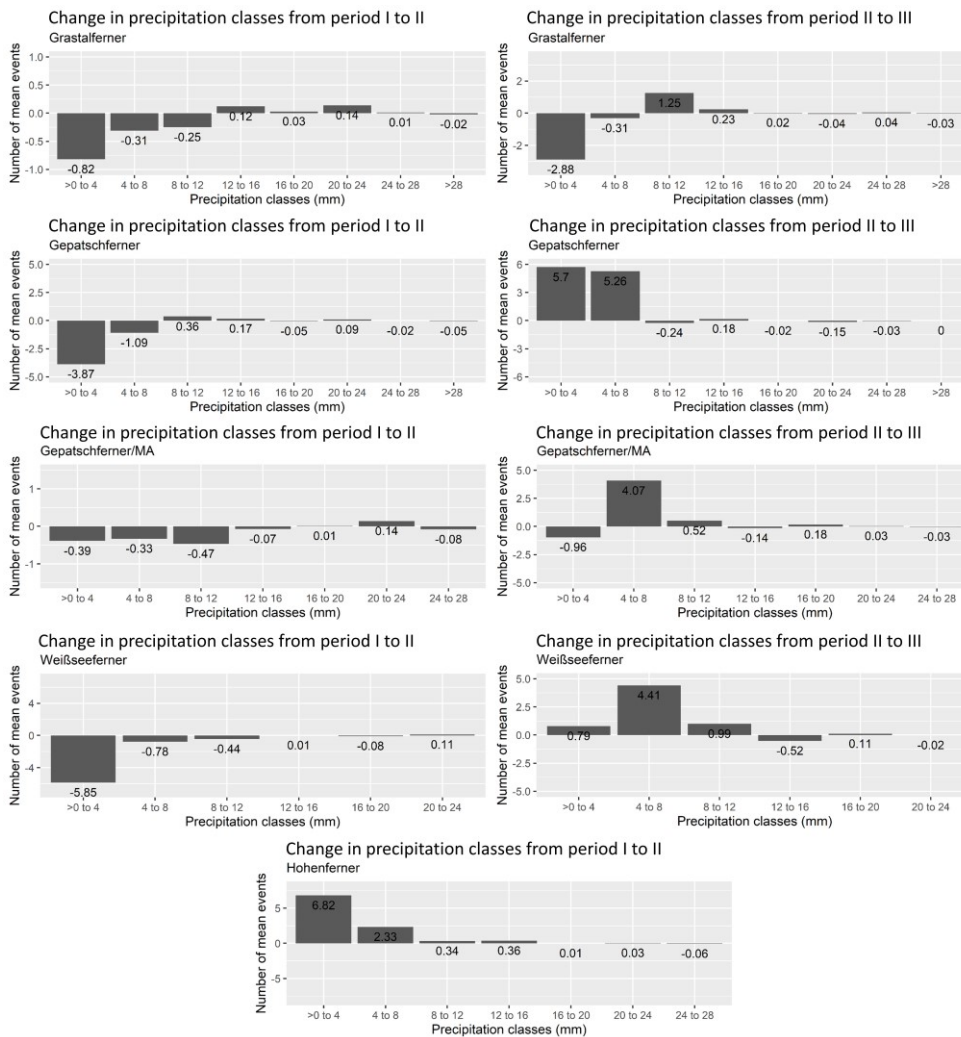 Change in precipitation classes from period I to II
Grastalferner
Number of mean events
1.0
0.5
0.0
-0.5
-1.0
-0.82
-0.31
-0.25
0.12
0.03
0.14
0.01
-0.02
>0 to 4
4 to 8
8 to 12
12 to 16
16 to 20
20 to 24
24 to 28
>28
Precipitation classes (mm)
Change in precipitation classes from period II to III
Grastalferner
Number of mean events
2
0
-2
-2.88
-0.31
1.25
0.23
0.02
-0.04
0.04
-0.03
>0 to 4
4 to 8
8 to 12
12 to 16
16 to 20
20 to 24
24 to 28
>28
Precipitation classes (mm)
Change in precipitation classes from period I to II
Gepatschferner
Number of mean events
5.0
2.5
0.0
-2.5
-5.0
-3.87
-1.09
0.36
0.17
-0.05
0.09
-0.02
-0.05
>0 to 4
4 to 8
8 to 12
12 to 16
16 to 20
20 to 24
24 to 28
>28
Precipitation classes (mm)
Change in precipitation classes from period II to III
Gepatschferner
Number of mean events
6
3
0
-3
-6
5.7
5.26
-0.24
0.18
-0.02
-0.15
-0.03
0
>0 to 4
4 to 8
8 to 12
12 to 16
16 to 20
20 to 24
24 to 28
>28
Precipitation classes (mm)
Change in precipitation classes from period I to II
Gepatschferner/MA
Number of mean events
1
0
-1
-0.39
-0.33
-0.47
-0.07
0.01
0.14
-0.08
>0 to 4
4 to 8
8 to 12
12 to 16
16 to 20
20 to 24
24 to 28
Precipitation classes (mm)
Change in precipitation classes from period II to III
Gepatschferner/MA
Number of mean events
5.0
2.5
0.0
-2.5
-5.0
-0.96
4.07
0.52
-0.14
0.18
0.03
-0.03
>0 to 4
4 to 8
8 to 12
12 to 16
16 to 20
20 to 24
24 to 28
Precipitation classes (mm)
Change in precipitation classes from period I to II
Weißseeferner
Number of mean events
4
0
-4
-5.85
-0.78
-0.44
0.01
-0.08
0.11
>0 to 4
4 to 8
8 to 12
12 to 16
16 to 20
20 to 24
Precipitation classes (mm)
Change in precipitation classes from period II to III
Weißseeferner
Number of mean events
5.0
2.5
0.0
-2.5
-5.0
0.79
4.41
0.99
-0.52
0.11
-0.02
>0 to 4
4 to 8
8 to 12
12 to 16
16 to 20
20 to 24
Precipitation classes (mm)
Change in precipitation classes from period I to II
Hohenferner
Number of mean events
5
0
-5
6.82
2.33
0.34
0.36
0.01
0.03
-0.06
>0 to 4
4 to 8
8 to 12
12 to 16
16 to 20
20 to 24
24 to 28
Precipitation classes (mm)